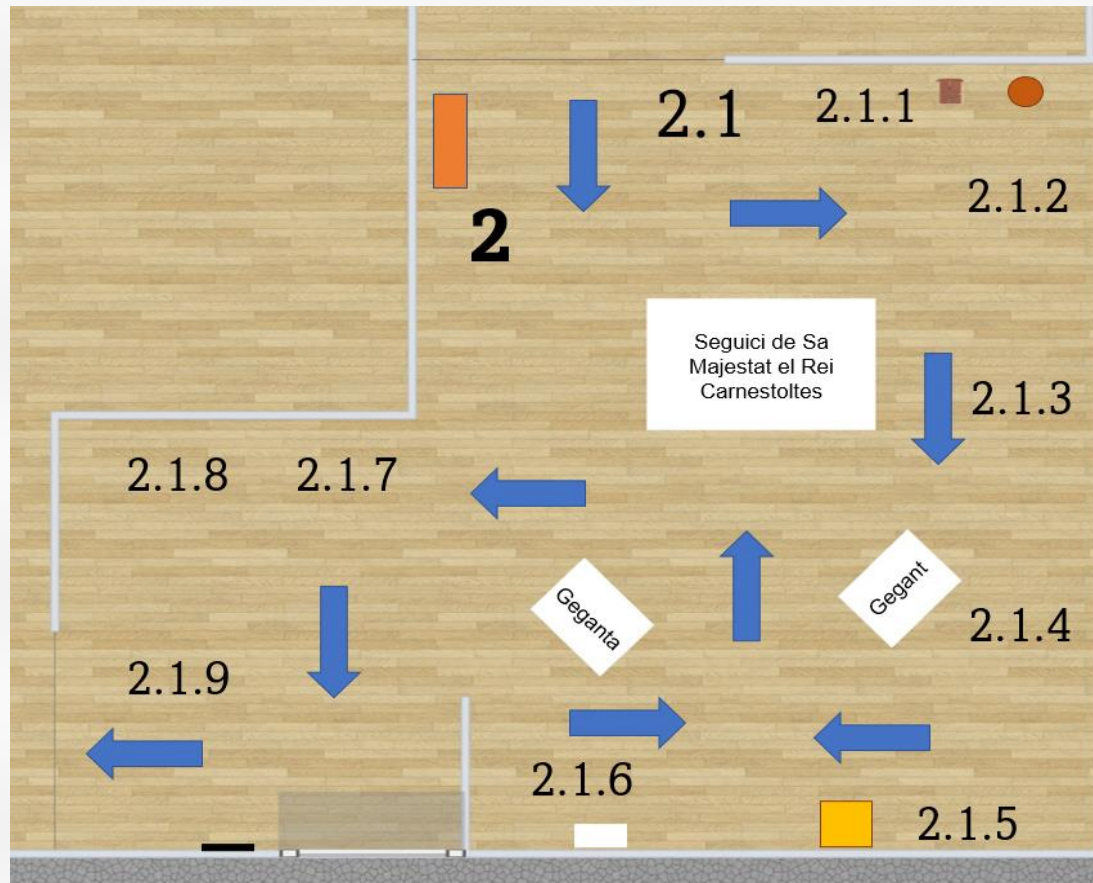 2.1
2.1.1
2.1.2
2
Seguici de Sa
Majestat el Rei
Carnestoltes
2.1.3
2.1.8
2.1.7
Geganta
Gegant
2.1.4
2.1.9
2.1.6
2.1.5